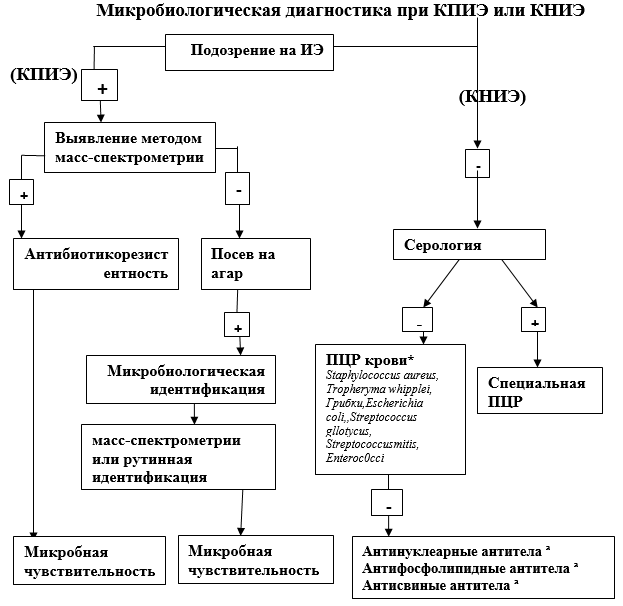 Микробиологическая диагностика при КПИЭ или КНИЭ
Подозрение на ИЭ
(КПИЭ)
+
(КНИЭ)
Выявление методом
масс-спектрометрии
-
+
-
Антибиотикорезист
ентность
Посев на
агар
Серология
+
-
+
Микробиологическая
идентификация
ПЦР крови*
Staphylococcus aureus,
Tropheryma whipplei,
Грибки,Escherichia
coli,,Streptococcus
gllotycus,
Streptococcusmitis,
Enteroc0cci
Специальная
ПЦР
масс-спектрометрии
или рутинная
идентификация
-
Микробная
чувствительность
Микробная
чувствительность
Антинуклеарные антитела ª
Антифосфолипидные антитела ª
Антисвиные антитела ª